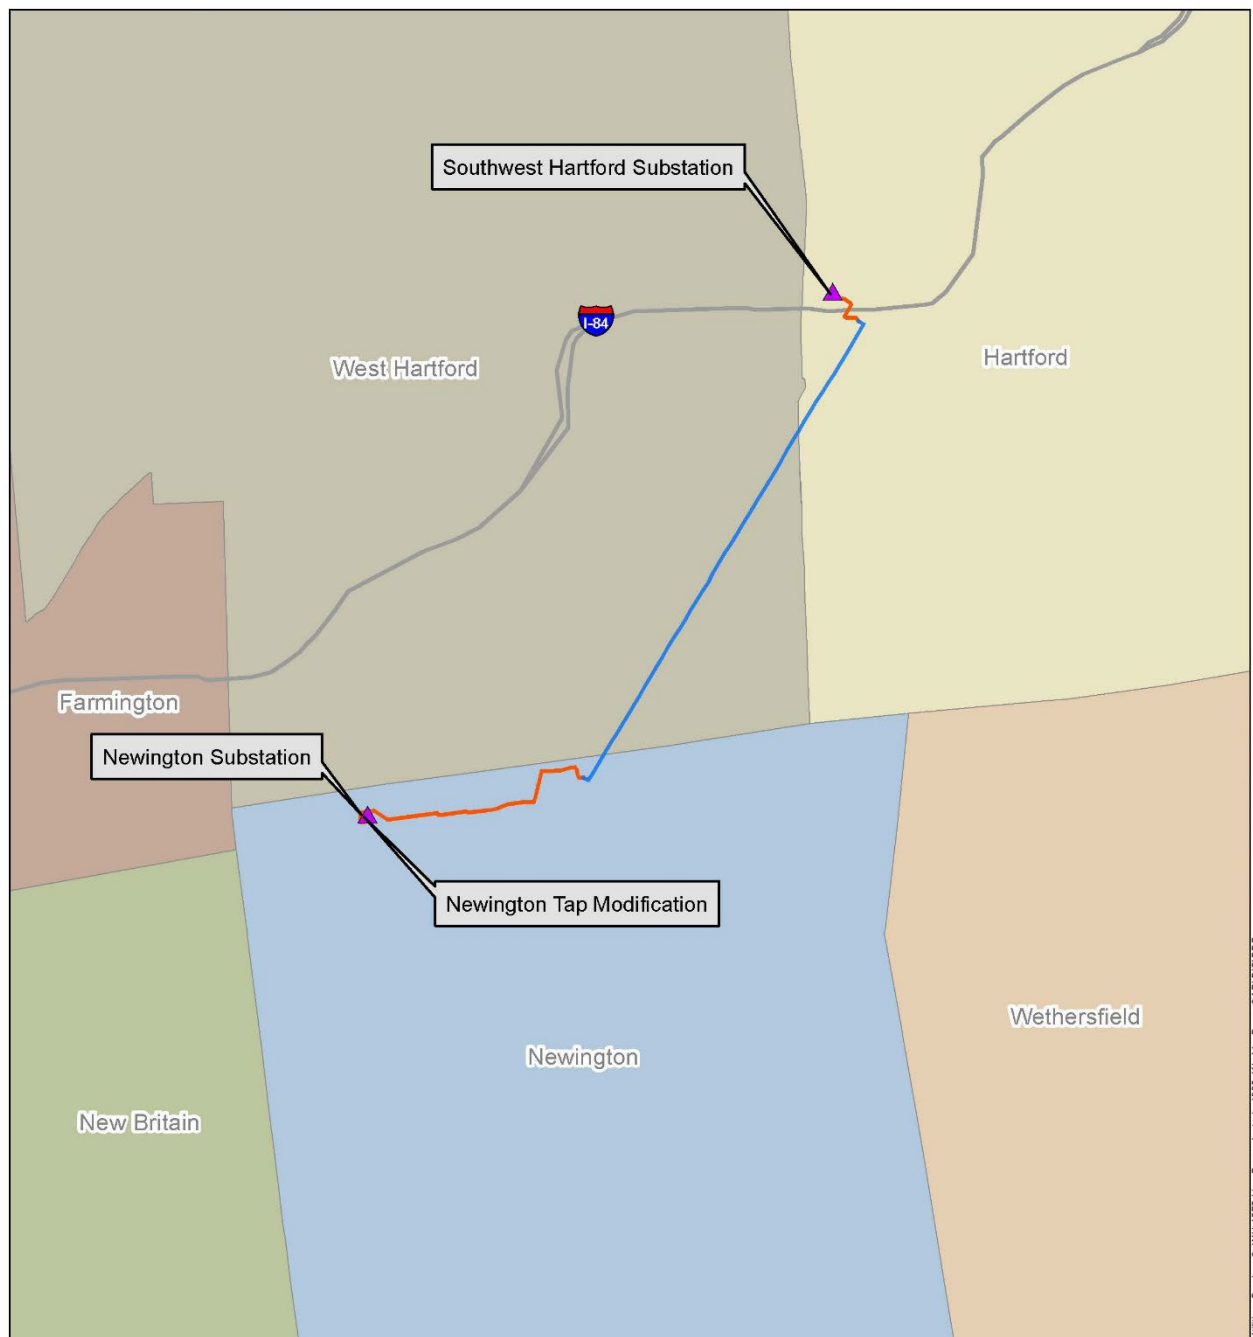 Southwest Hartford Substation
I-84
Hartford
West Hartford
Farmington
Newington Substation
Newington Tap Modification
Wethersfield
Newington
New Britain